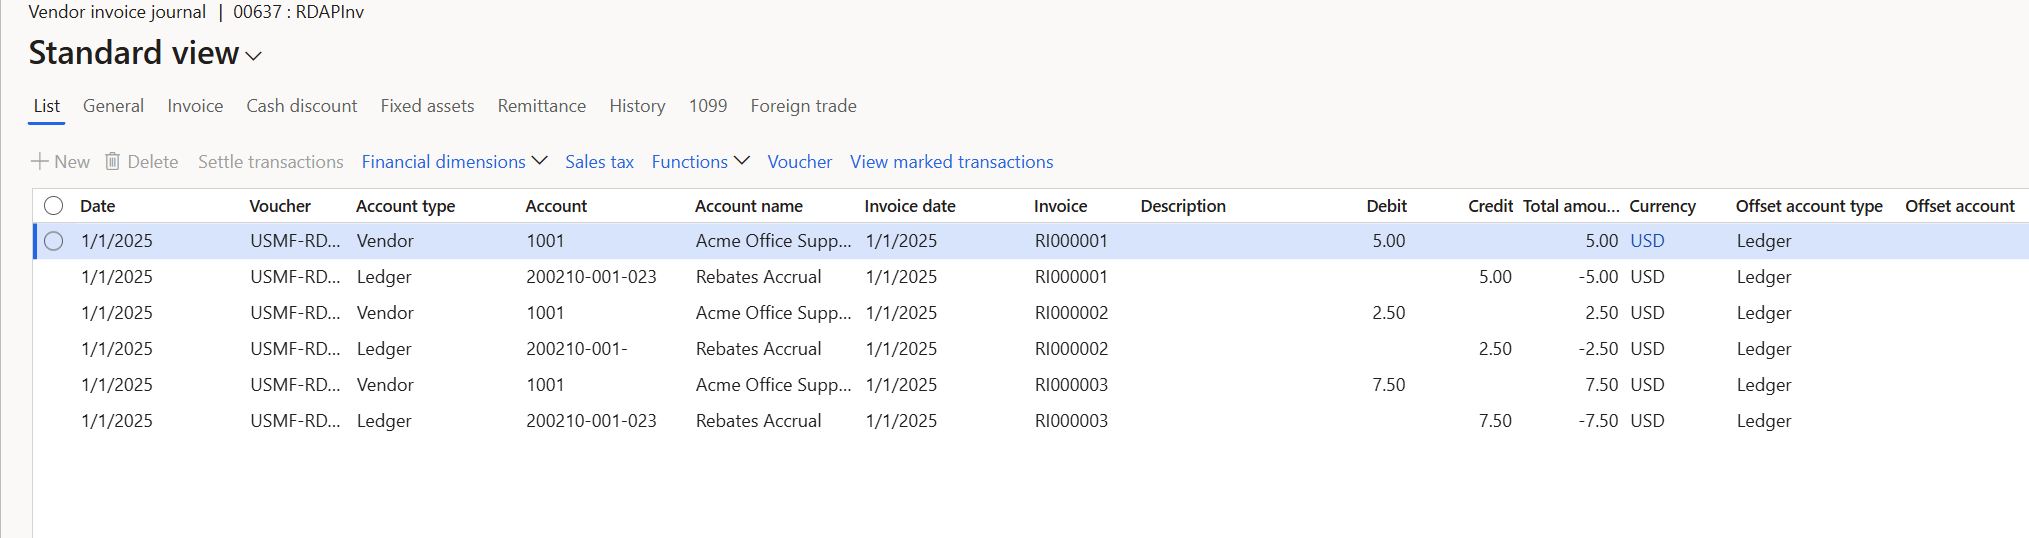 Vendor invoice journal | 00637 : RDAPInv
Standard view
List General Invoice Cash discount Fixed assets Remittance History 1099 Foreign trade
New Delete Settle transactions Financial dimensions Sales tax Functions Voucher View marked transactions
Date Voucher Account type Account Account name Invoice date Invoice Description Debit Credit Total amou... Currency Offset account type Offset account
1/1/2025 USMF-RD... Vendor 1001 Acme Office Supp... 1/1/2025 RI000001 5.00 5.00 USD Ledger
1/1/2025 USMF-RD... Ledger 200210-001-023 Rebates Accrual 1/1/2025 RI000001 5.00 -5.00 USD Ledger
1/1/2025 USMF-RD... Vendor 1001 Acme Office Supp... 1/1/2025 RI000002 2.50 2.50 USD Ledger
1/1/2025 USMF-RD... Ledger 200210-001- Rebates Accrual 1/1/2025 RI000002 2.50 -2.50 USD Ledger
1/1/2025 USMF-RD... Vendor 1001 Acme Office Supp... 1/1/2025 RI000003 7.50 7.50 USD Ledger
1/1/2025 USMF-RD... Ledger 200210-001-023 Rebates Accrual 1/1/2025 RI000003 7.50 -7.50 USD Ledger